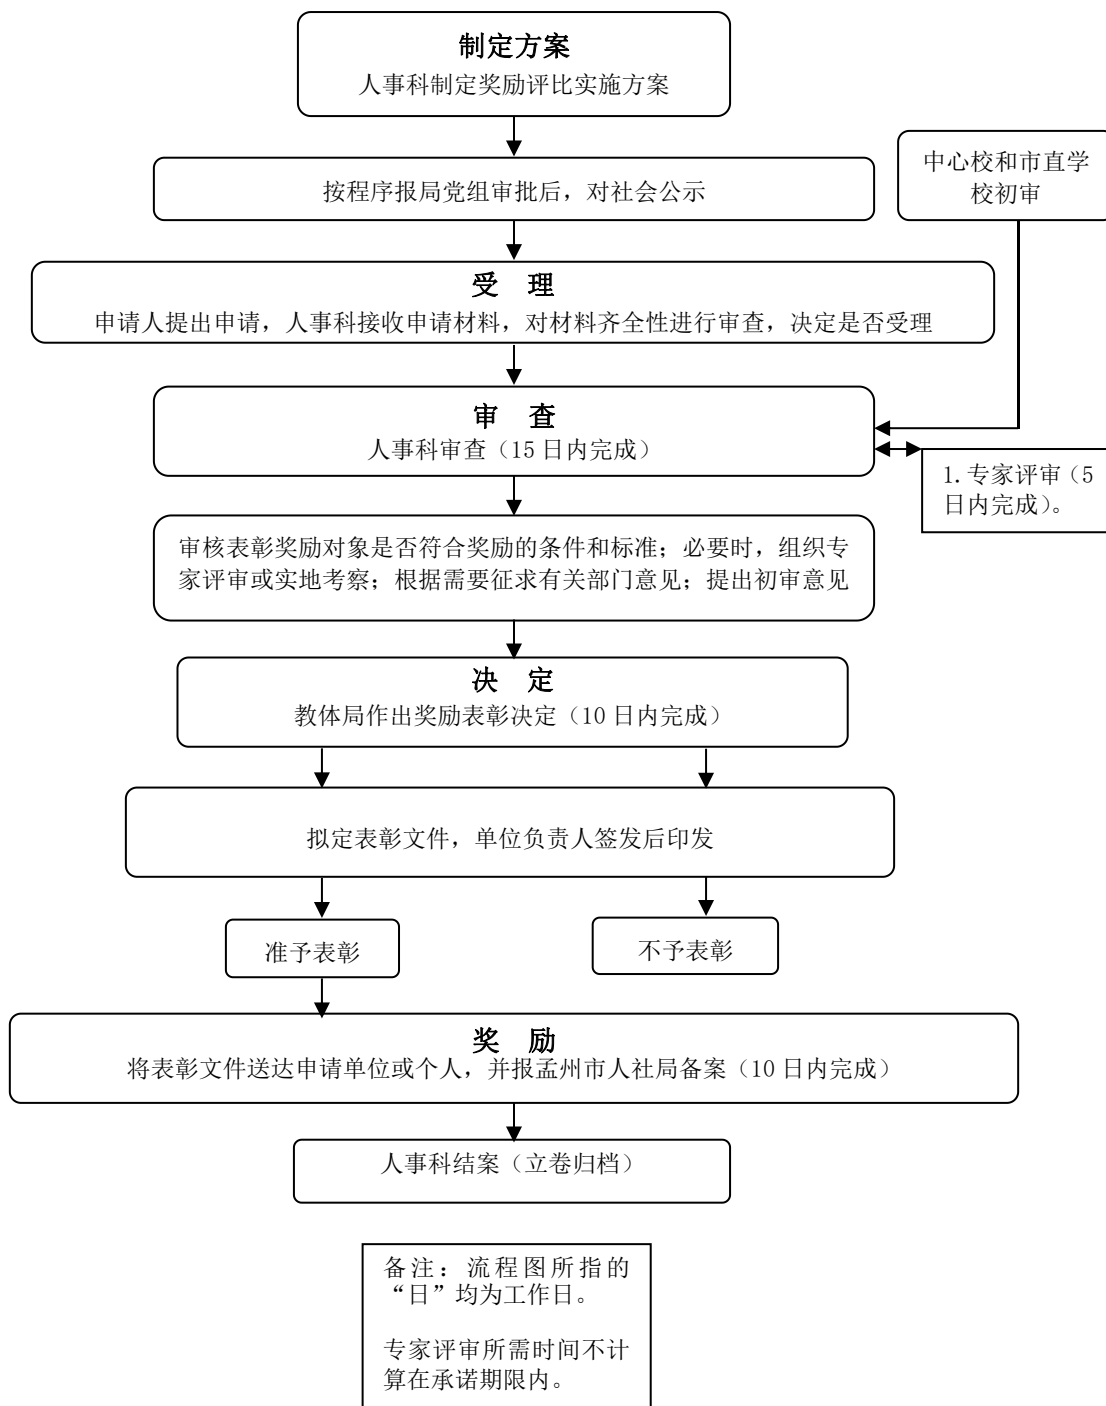 制定方案
人事科制定奖励评比实施方案
按程序报局党组审批后，对社会公示
中心校和市直学
校初审
受 理
申请人提出申请，人事科接收申请材料，对材料齐全性进行审查，决定是否受理
审 查
人事科审查（15 日内完成）
1.专家评审（5
日内完成）。
审核表彰奖励对象是否符合奖励的条件和标准；必要时，组织专
家评审或实地考察；根据需要征求有关部门意见；提出初审意见
决 定
教体局作出奖励表彰决定（10 日内完成）
拟定表彰文件，单位负责人签发后印发
准予表彰
不予表彰
奖 励
将表彰文件送达申请单位或个人，并报孟州市人社局备案（10 日内完成）
人事科结案（立卷归档）
备注：流程图所指的
“日”均为工作日。
专家评审所需时间不计
算在承诺期限内。